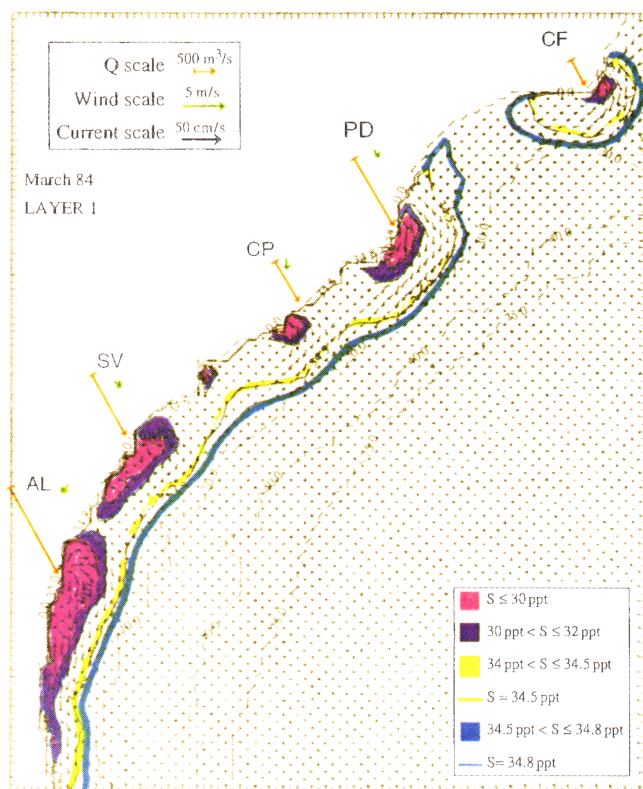 Q scale 500 m³/s
Wind scale 5 m/s
Current scale 50 cm/s
March 84
LAYER 1
CF
PD
CP
SV
AL
S ≤ 30 ppt
30 ppt < S ≤ 32 ppt
34 ppt < S ≤ 34.5 ppt
S = 34.5 ppt
34.5 ppt < S ≤ 34.8 ppt
S = 34.8 ppt